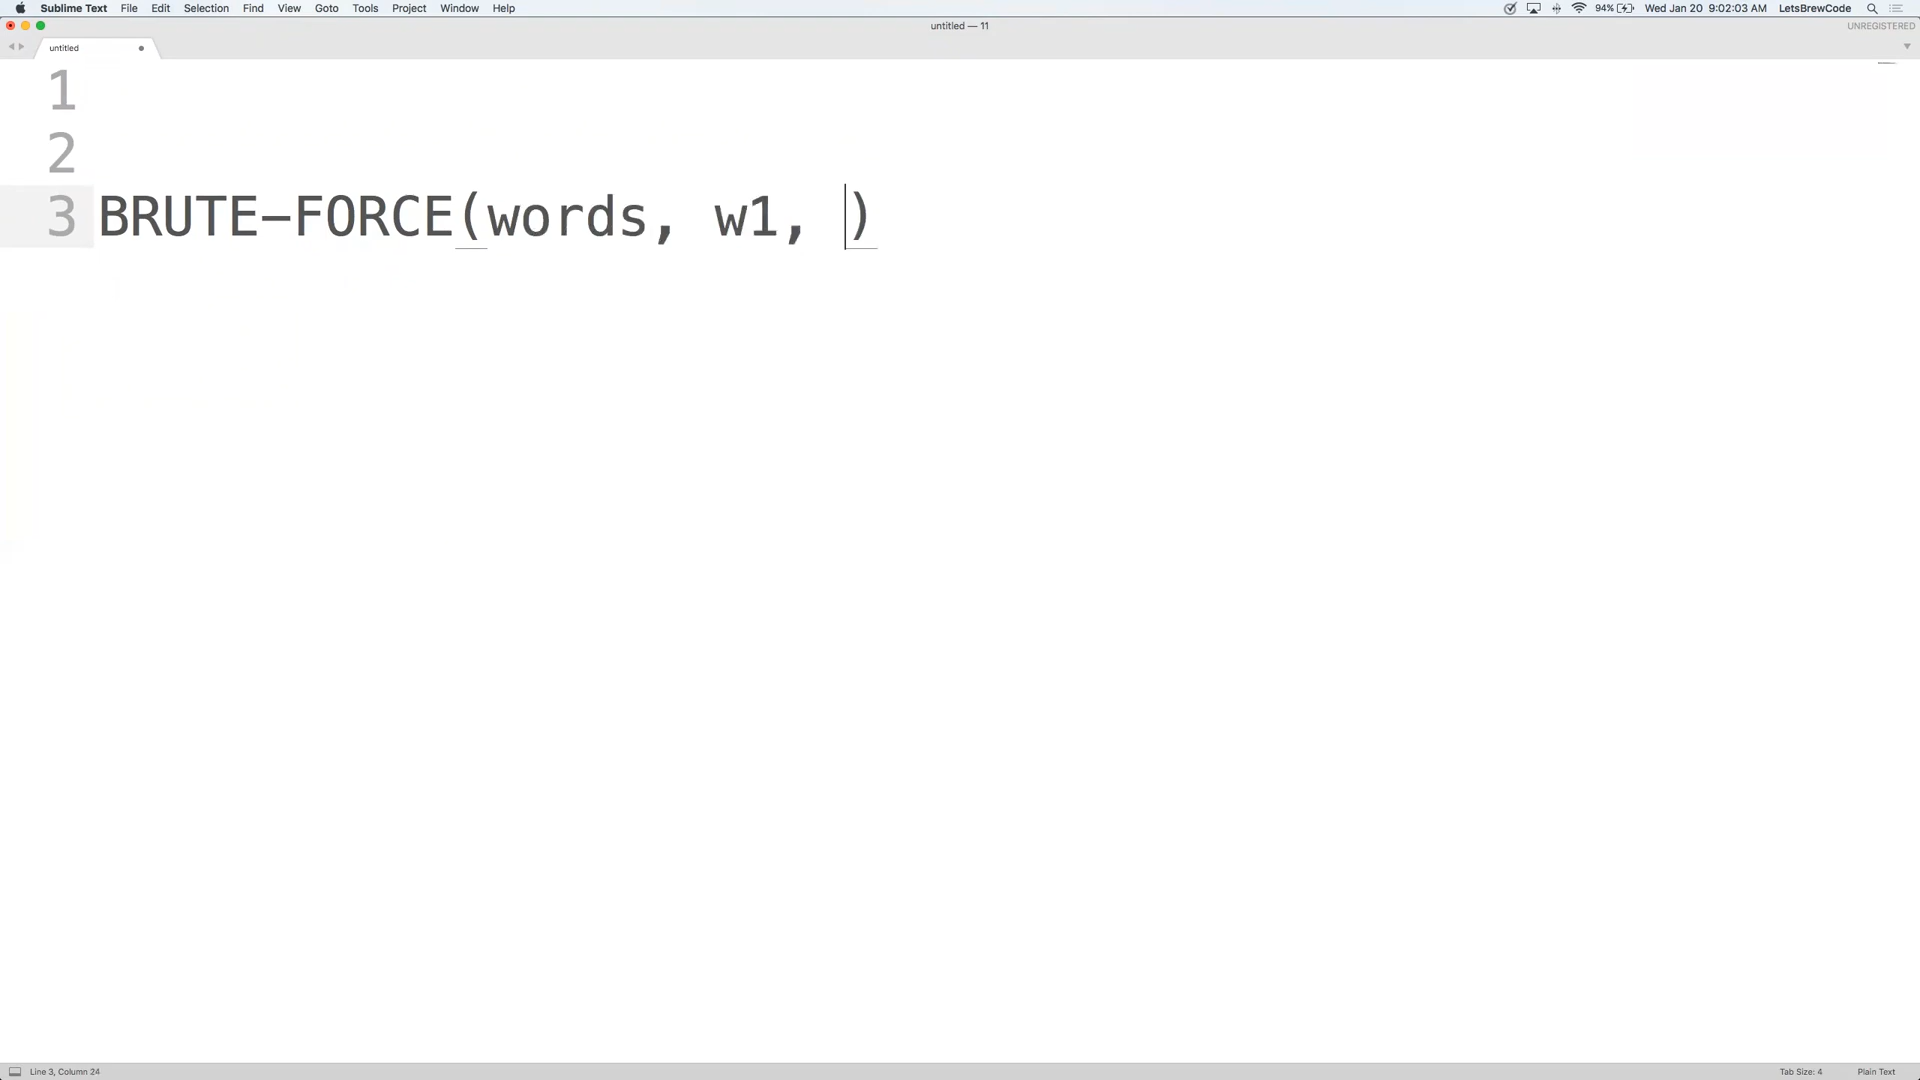 Sublime Text File Edit Selection Find View Goto Tools Project Window Help 94% Wed Jan 20 9:02:03 AM LetsBrewCode
untitled — 11 UNREGISTERED
untitled
1
2
3 BRUTE-FORCE(words, w1, )
Line 3, Column 24 Tab Size: 4 Plain Text